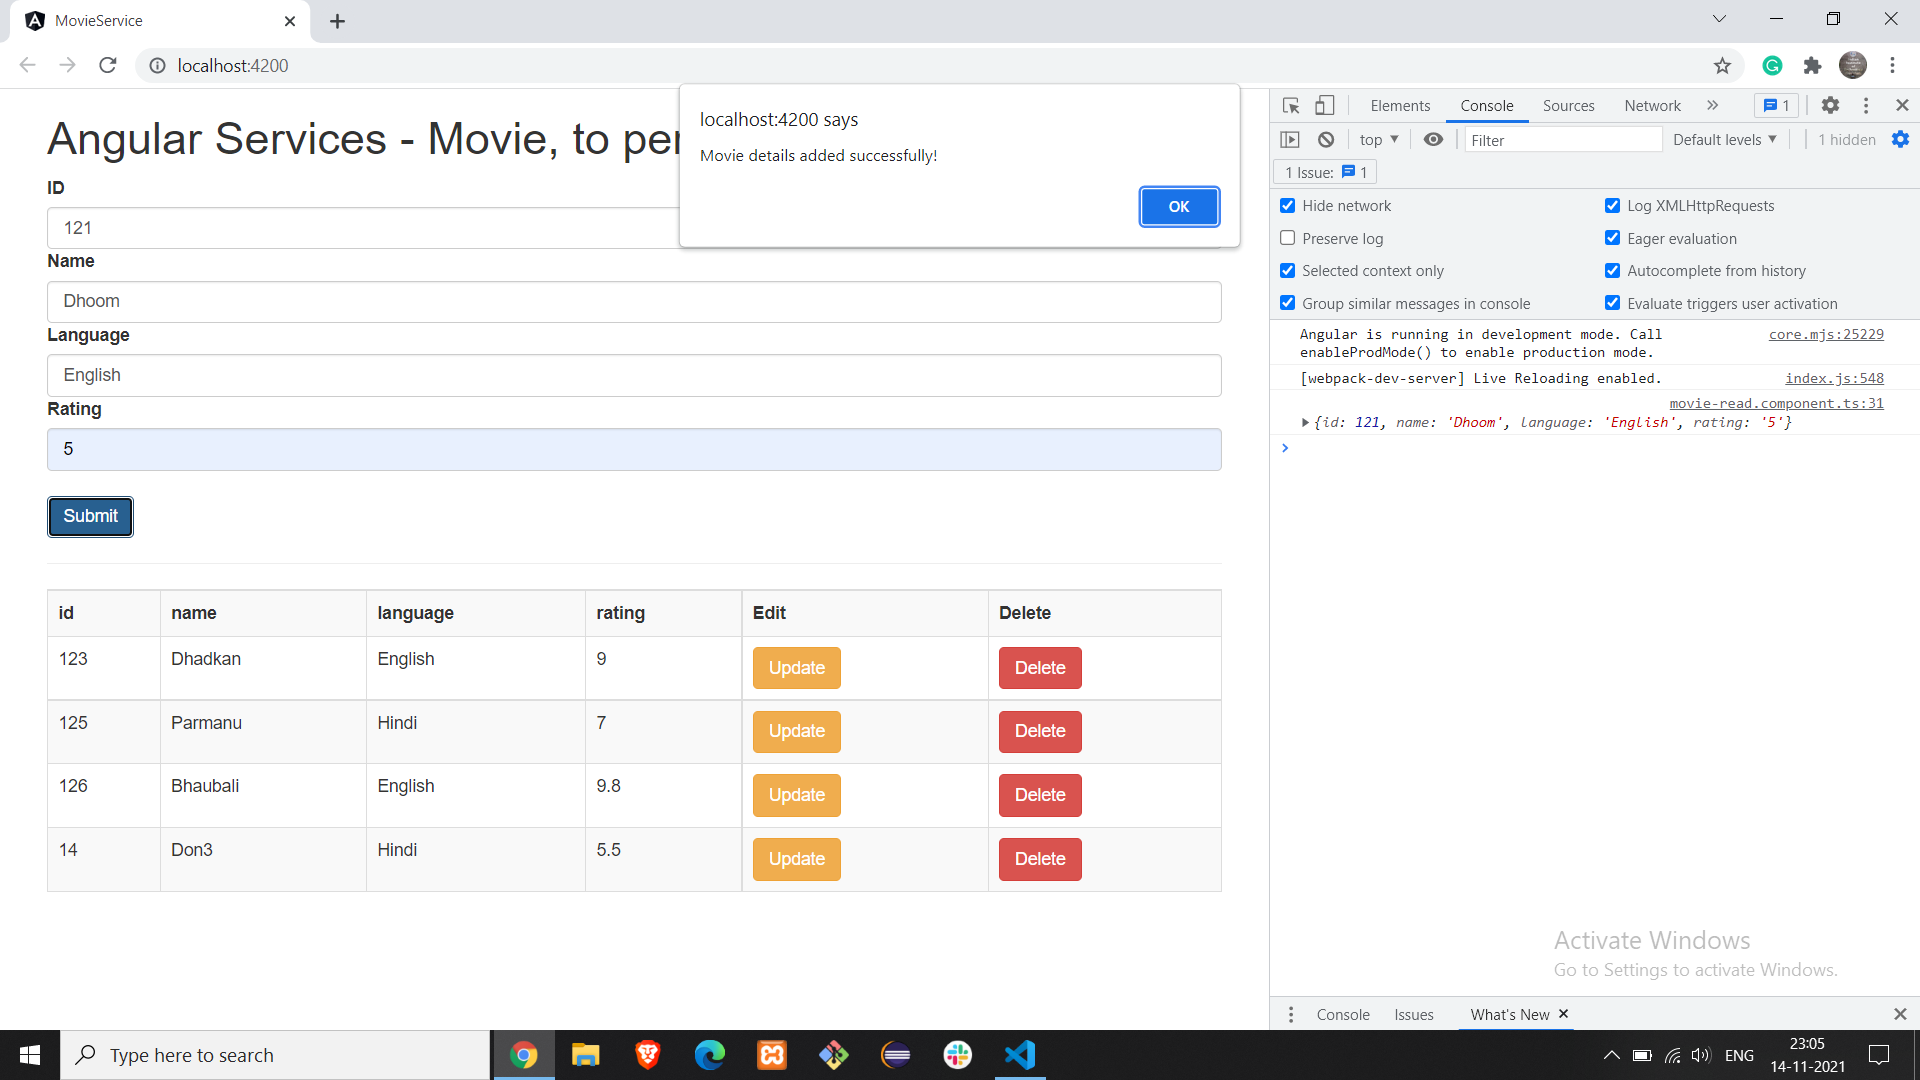 MovieService
localhost:4200
Angular Services - Movie, to per
localhost:4200 says
Movie details added successfully!
OK
ID
121
Name
Dhoom
Language
English
Rating
5
Submit
id name language rating Edit Delete
123 Dhadkan English 9 Update Delete
125 Parmanu Hindi 7 Update Delete
126 Bhaubali English 9.8 Update Delete
14 Don3 Hindi 5.5 Update Delete
Elements Console Sources Network 1
top Filter Default levels 1 hidden
1 Issue: 1
Hide network Log XMLHttpRequests
Preserve log Eager evaluation
Selected context only Autocomplete from history
Group similar messages in console Evaluate triggers user activation
Angular is running in development mode. Call core.mjs:25229
enableProdMode() to enable production mode.
[webpack-dev-server] Live Reloading enabled. index.js:548
movie-read.component.ts:31
{id: 121, name: 'Dhoom', language: 'English', rating: '5'}
Activate Windows
Go to Settings to activate Windows.
Console Issues What's New
Type here to search
ENG
23:05
14-11-2021